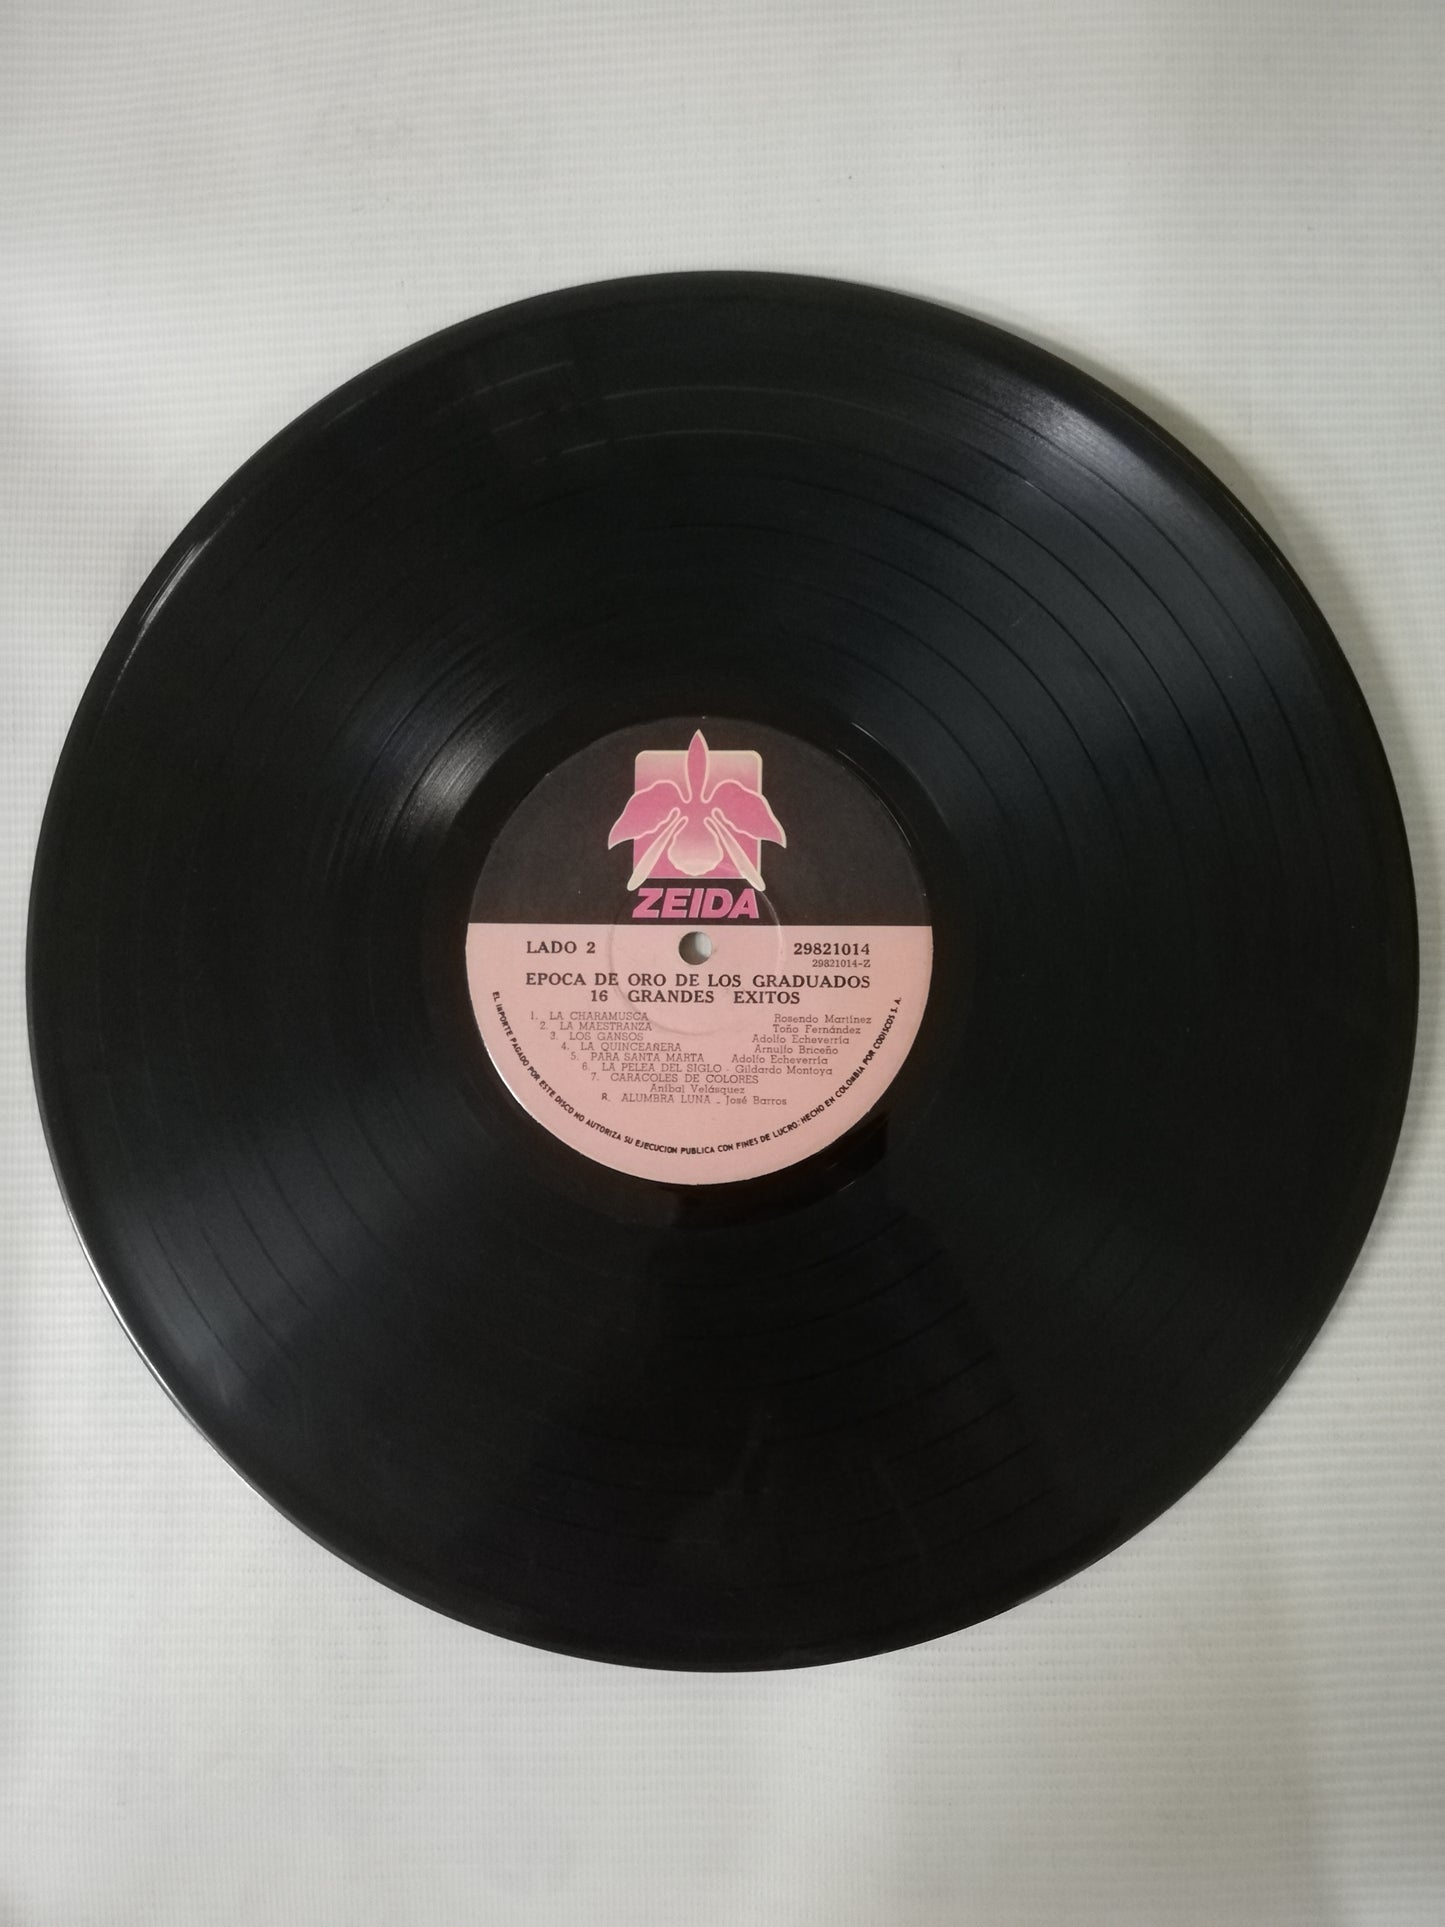 ZEIDA
LADO 2 29821014
29821014-Z
EPOCA DE ORO DE LOS GRADUADOS
16 GRANDES EXITOS
1. LA CHARAMUSCA Rosendo Martínez
2. LA MAESTRANZA Toño Fernández
3. LOS GANSOS Adolfo Echeverría
4. LA QUINCEAÑERA Arnulfo Briceño
5. PARA SANTA MARTA Adolfo Echeverría
6. LA PELEA DEL SIGLO - Gildardo Montoya
7. CARACOLES DE COLORES
Aníbal Velásquez
8. ALUMBRA LUNA - José Barros
EL IMPORTE PAGADO POR ESTE DISCO NO AUTORIZA SU EJECUCION PUBLICA CON FINES DE LUCRO. HECHO EN COLOMBIA POR CODISCOS S.A.